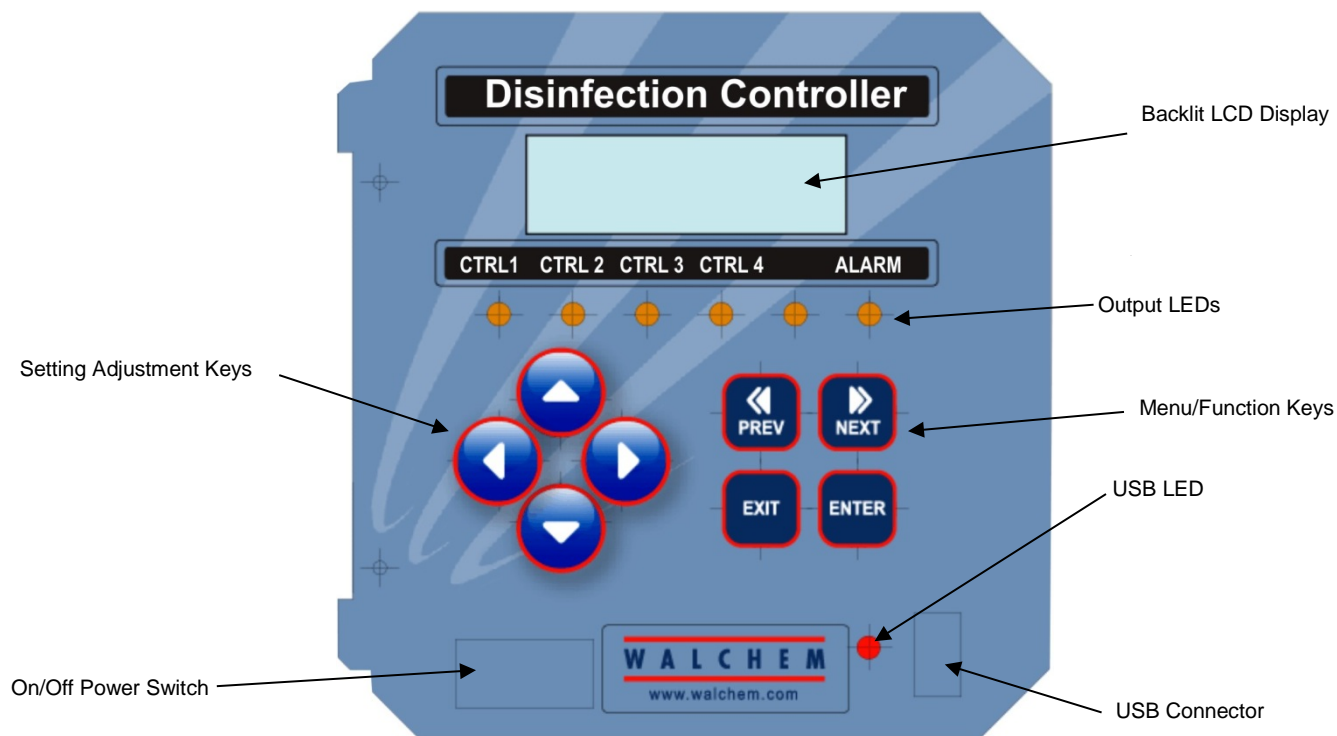 Disinfection Controller
Backlit LCD Display
CTRL1 CTRL 2 CTRL 3 CTRL 4 ALARM
Output LEDs
Setting Adjustment Keys
PREV NEXT
Menu/Function Keys
USB LED
EXIT ENTER
On/Off Power Switch
WALCHEM
www.walchem.com
USB Connector